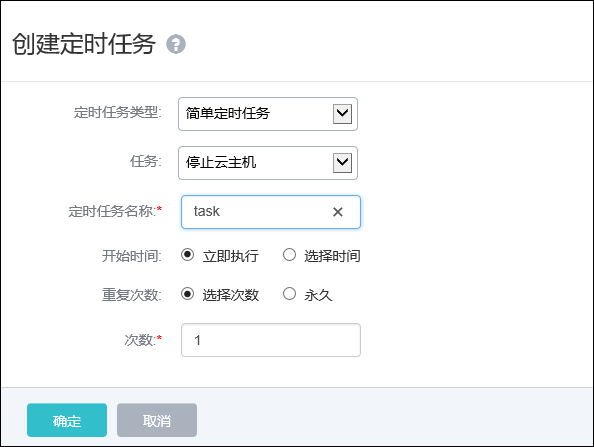 创建定时任务 ?
定时任务类型: 简单定时任务
任务: 停止云主机
定时任务名称:* task ×
开始时间: 立即执行 选择时间
重复次数: 选择次数 永久
次数:* 1
确定 取消